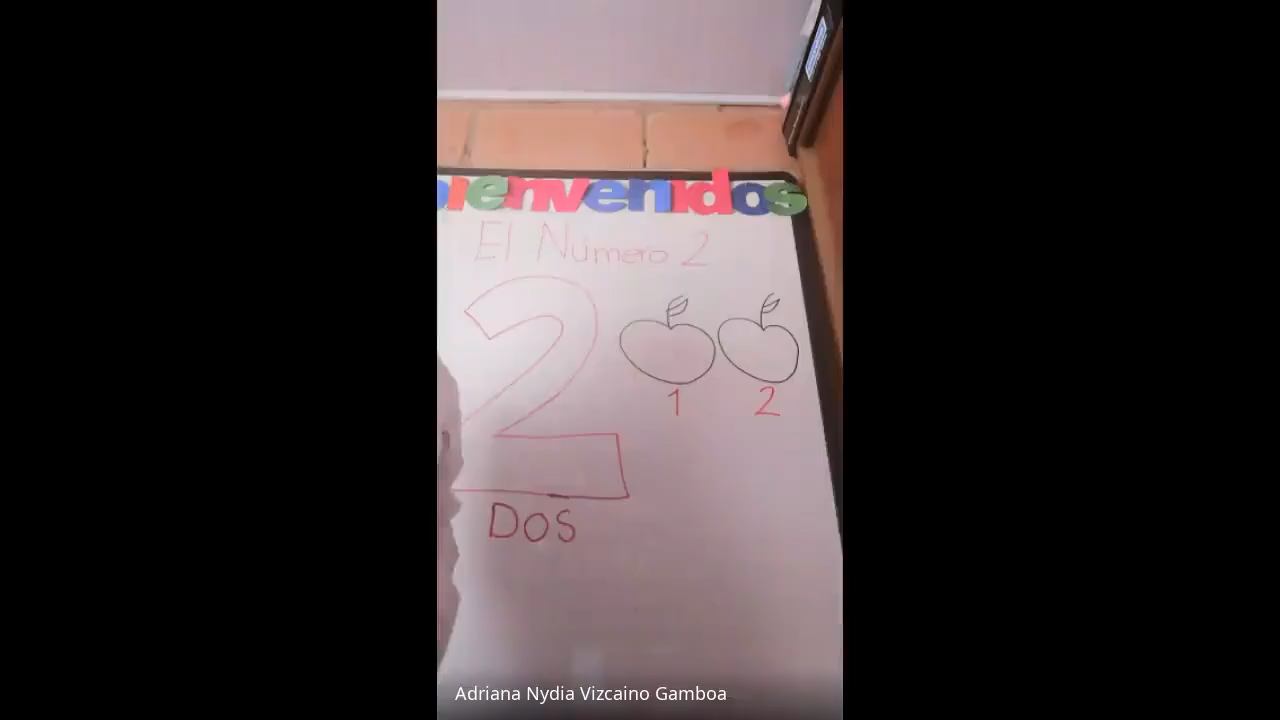 bienvenidos
El Número 2
2
1 2
DOS
Adriana Nydia Vizcaino Gamboa